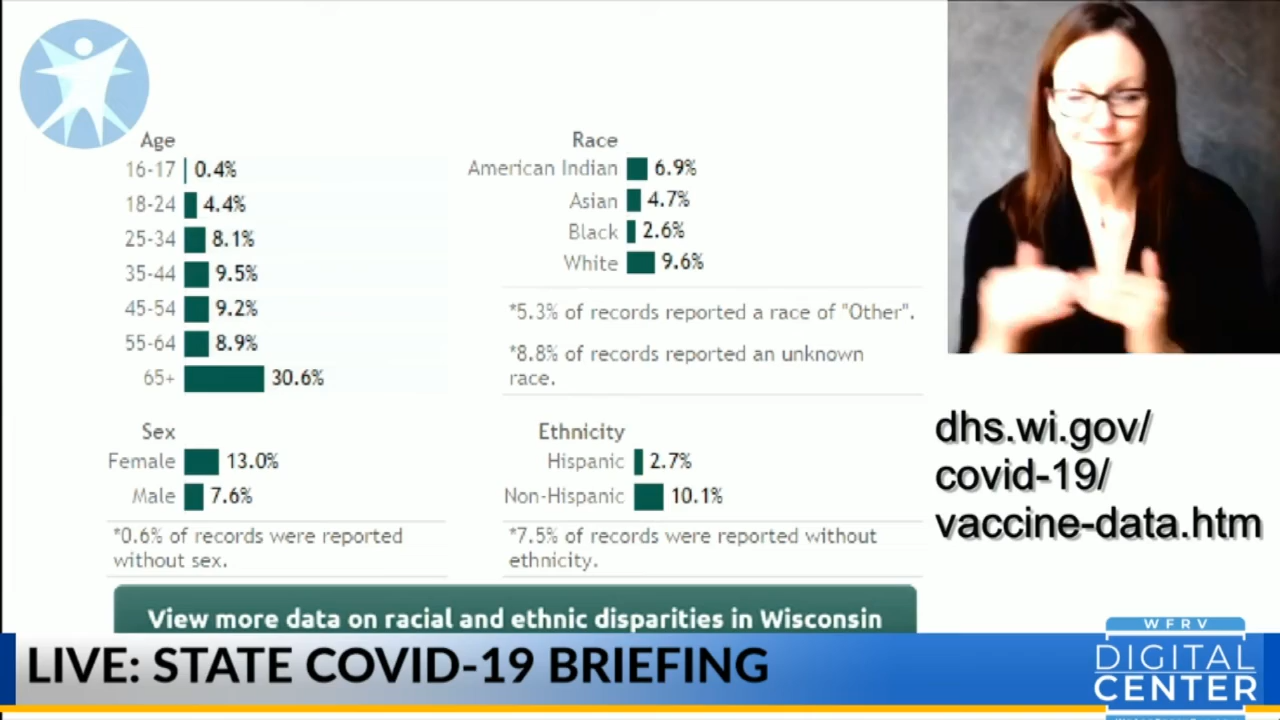 Age
16-17 0.4%
18-24 4.4%
25-34 8.1%
35-44 9.5%
45-54 9.2%
55-64 8.9%
65+ 30.6%
Sex
Female 13.0%
Male 7.6%
*0.6% of records were reported
without sex.
Race
American Indian 6.9%
Asian 4.7%
Black 2.6%
White 9.6%
*5.3% of records reported a race of "Other".
*8.8% of records reported an unknown
race.
Ethnicity
Hispanic 2.7%
Non-Hispanic 10.1%
*7.5% of records were reported without
ethnicity.
View more data on racial and ethnic disparities in Wisconsin
dhs.wi.gov/
covid-19/
vaccine-data.htm
LIVE: STATE COVID-19 BRIEFING
WFRV
DIGITAL
CENTER